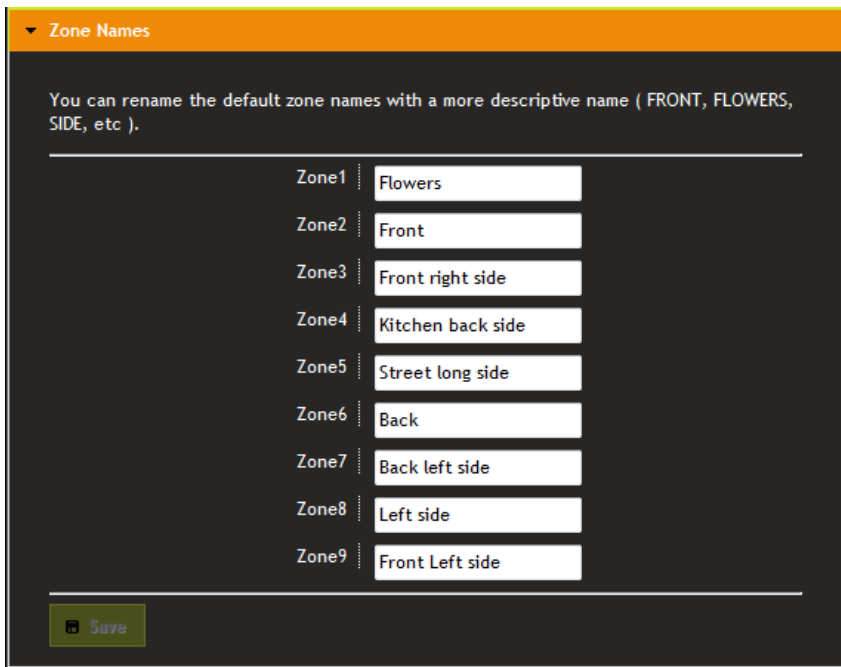 Zone Names
You can rename the default zone names with a more descriptive name ( FRONT, FLOWERS,
SIDE, etc ).
Zone1 Flowers
Zone2 Front
Zone3 Front right side
Zone4 Kitchen back side
Zone5 Street long side
Zone6 Back
Zone7 Back left side
Zone8 Left side
Zone9 Front Left side
Save